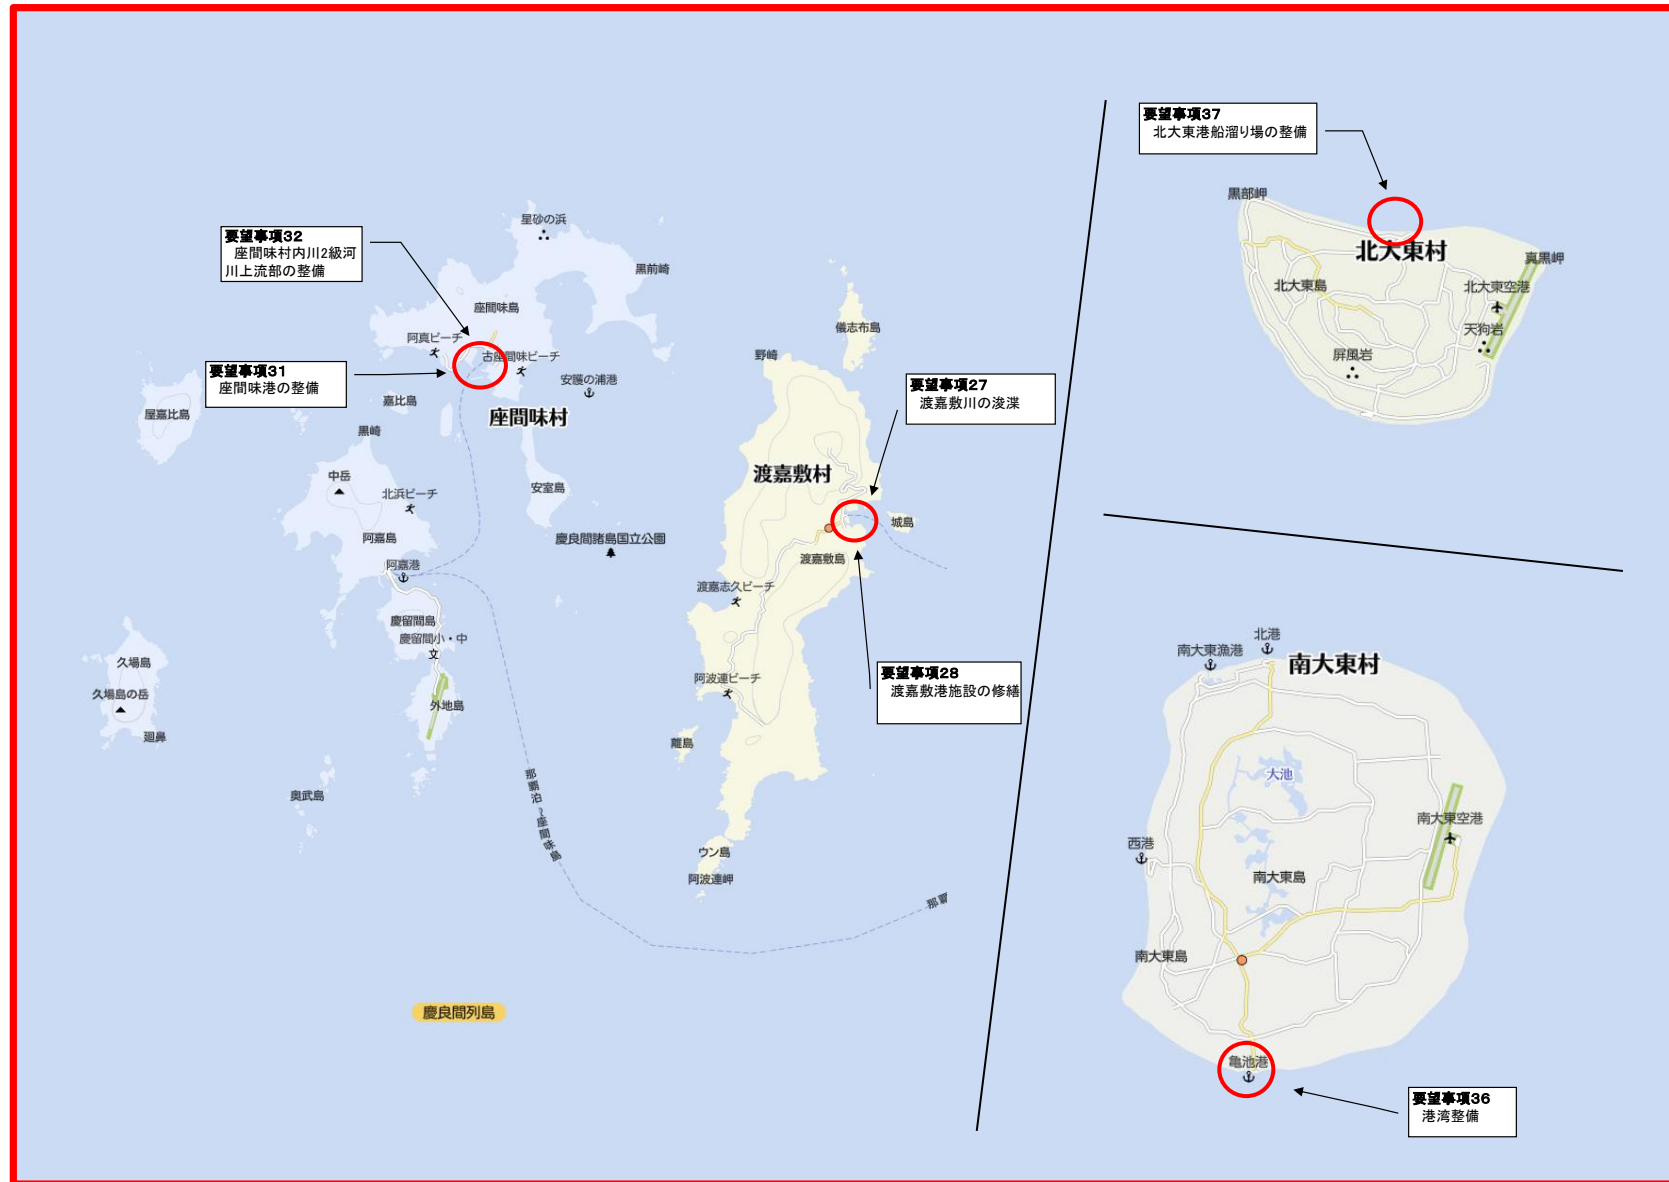 要望事項37
北大東港船溜り場の整備
黒部岬
北大東村
真黒岬
北大東島
北大東空港
天狗岩
屏風岩
要望事項32
座間味村内川2級河
川上流部の整備
星砂の浜
黒前崎
座間味島
阿真ビーチ
古座間味ビーチ
要望事項31
座間味港の整備
安護の浦港
嘉比島
屋嘉比島
座間味村
黒崎
中岳
北浜ビーチ
安室島
阿嘉島
慶良間諸島国立公園
阿嘉港
慶留間島
慶留間小・中
文
久場島
久場島の岳
外地島
廻鼻
奥武島
那覇泊~座間味島
慶良間列島
儀志布島
野崎
要望事項27
渡嘉敷川の浚渫
渡嘉敷村
城島
渡嘉敷島
渡嘉志久ビーチ
要望事項28
渡嘉敷港施設の修繕
阿波連ビーチ
離島
ウン島
阿波連岬
那覇
北港
南大東漁港
南大東村
大池
南大東空港
西港
南大東島
南大東島
亀池港
要望事項36
港湾整備